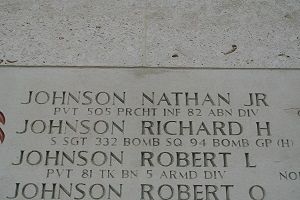 JOHNSON NATHAN JR
PVT 505 PRCHT INF 82 ABN DIV
JOHNSON RICHARD H
S SGT 332 BOMB SQ 94 BOMB GP (H)
JOHNSON ROBERT L
PVT 81 TK BN 5 ARMD DIV
JOHNSON ROBERT O